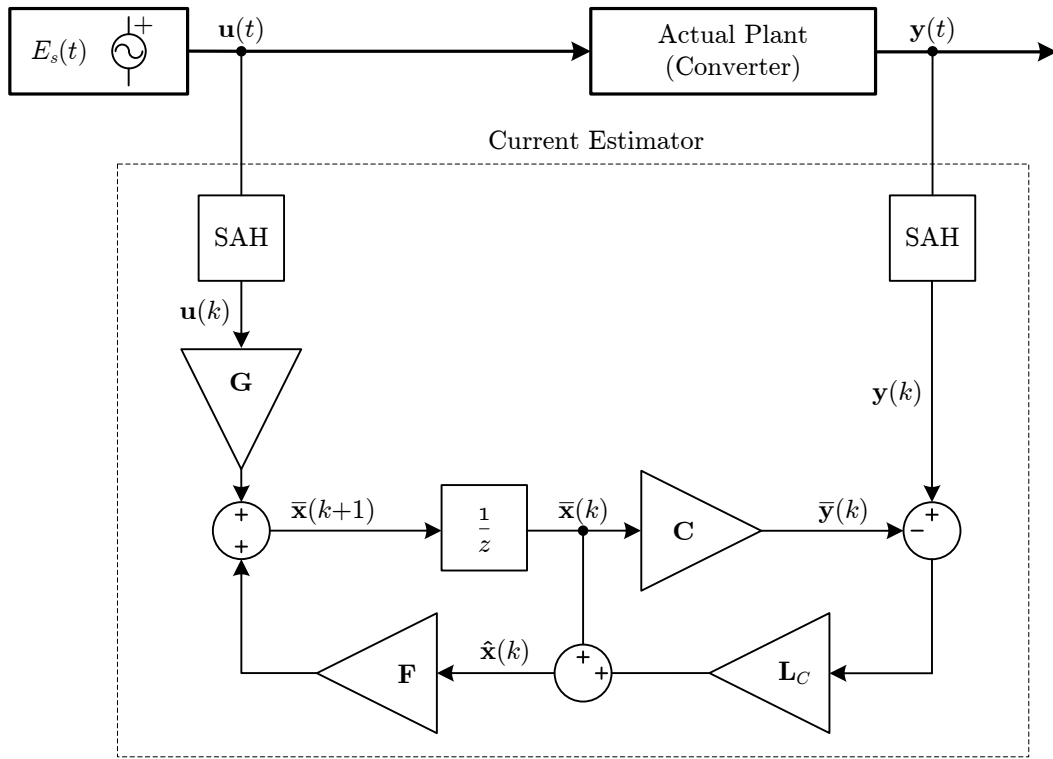 E_s(t)
+
u(t)
Actual Plant
(Converter)
y(t)
Current Estimator
SAH
SAH
u(k)
G
y(k)
+
+
x̅(k+1)
1
z
x̅(k)
C
y̅(k)
+
−
F
x̂(k)
+
+
L_C